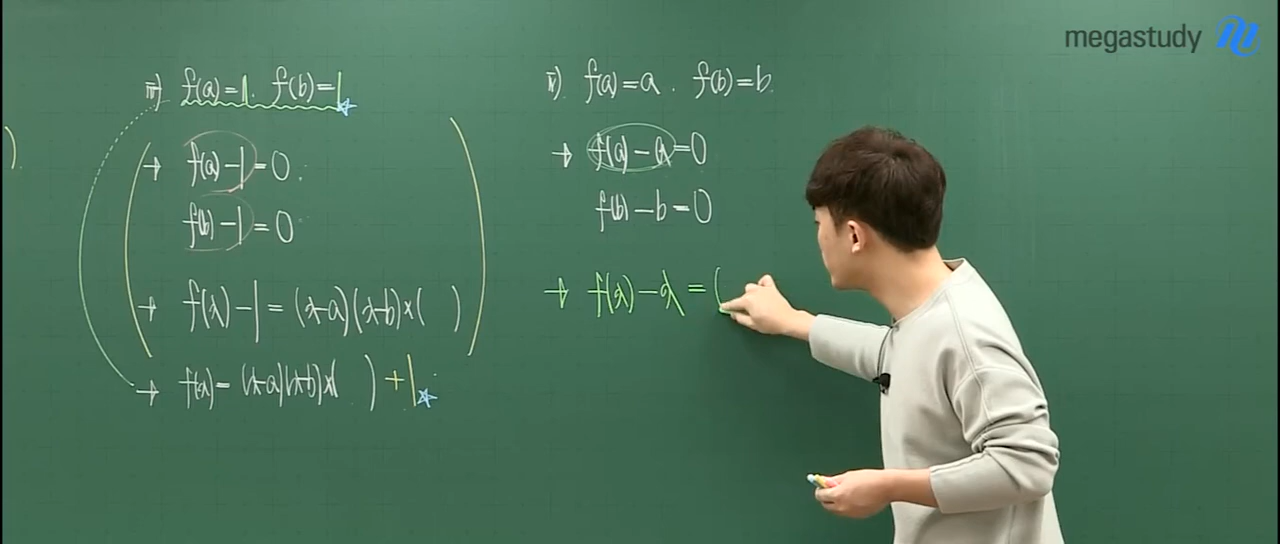 megastudy
iii) f(a)=1. f(b)=1
→ f(a)-1=0.
f(b)-1=0
→ f(x)-1=(x-a)(x-b)×( )
→ f(x)=(x-a)(x-b)×( )+1
iv) f(a)=a. f(b)=b.
→ f(a)-a=0
f(b)-b=0
→ f(x)-x=(
)